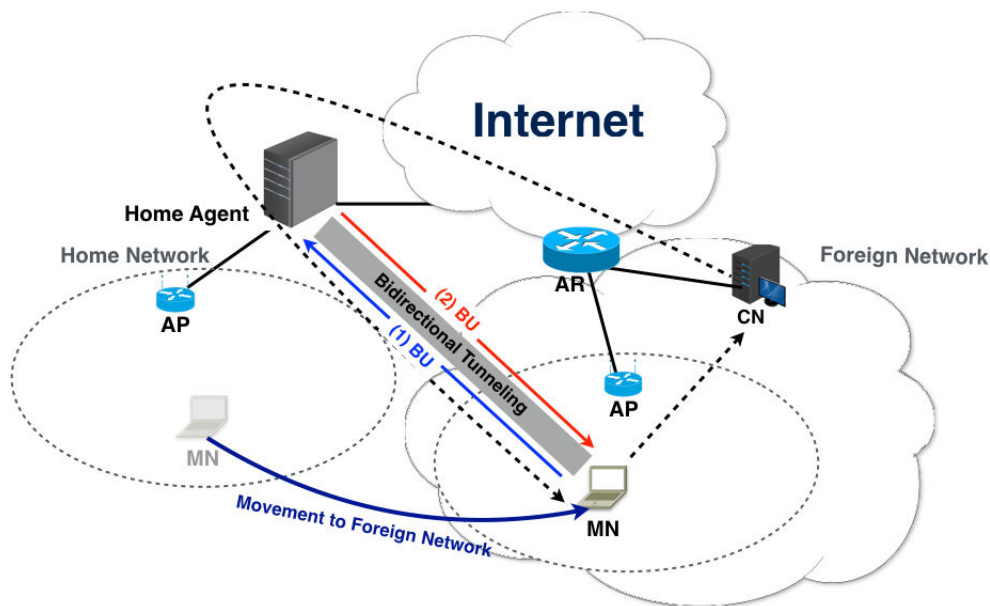 Internet
Home Agent
Home Network
AP
MN
(2) BU
Bidirectional Tunneling
(1) BU
AR
CN
Foreign Network
AP
MN
Movement to Foreign Network